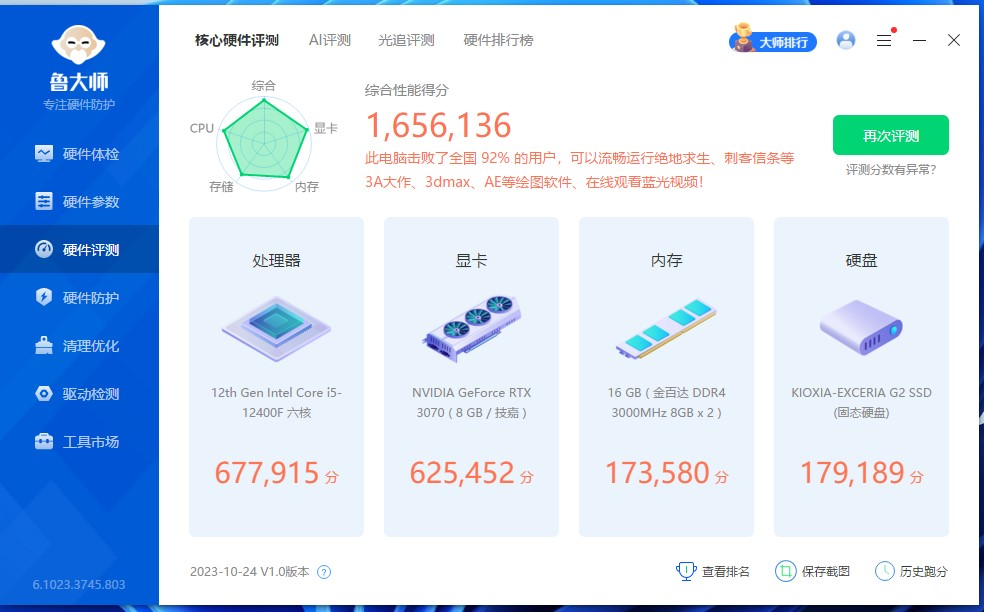 鲁大师
专注硬件防护
硬件体检
硬件参数
硬件评测
硬件防护
清理优化
驱动检测
工具市场
6.1023.3745.803
核心硬件评测 AI评测 光追评测 硬件排行榜
大师排行
综合
CPU
显卡
存储
内存
综合性能得分
1,656,136
此电脑击败了全国 92% 的用户，可以流畅运行绝地求生、刺客信条等
3A大作、3dmax、AE等绘图软件、在线观看蓝光视频！
再次评测
评测分数有异常?
处理器
12th Gen Intel Core i5-
12400F 六核
677,915 分
显卡
NVIDIA GeForce RTX
3070 ( 8 GB / 技嘉 )
625,452 分
内存
16 GB ( 金百达 DDR4
3000MHz 8GB x 2 )
173,580 分
硬盘
KIOXIA-EXCERIA G2 SSD
(固态硬盘)
179,189 分
2023-10-24 V1.0版本 ?
查看排名
保存截图
历史跑分